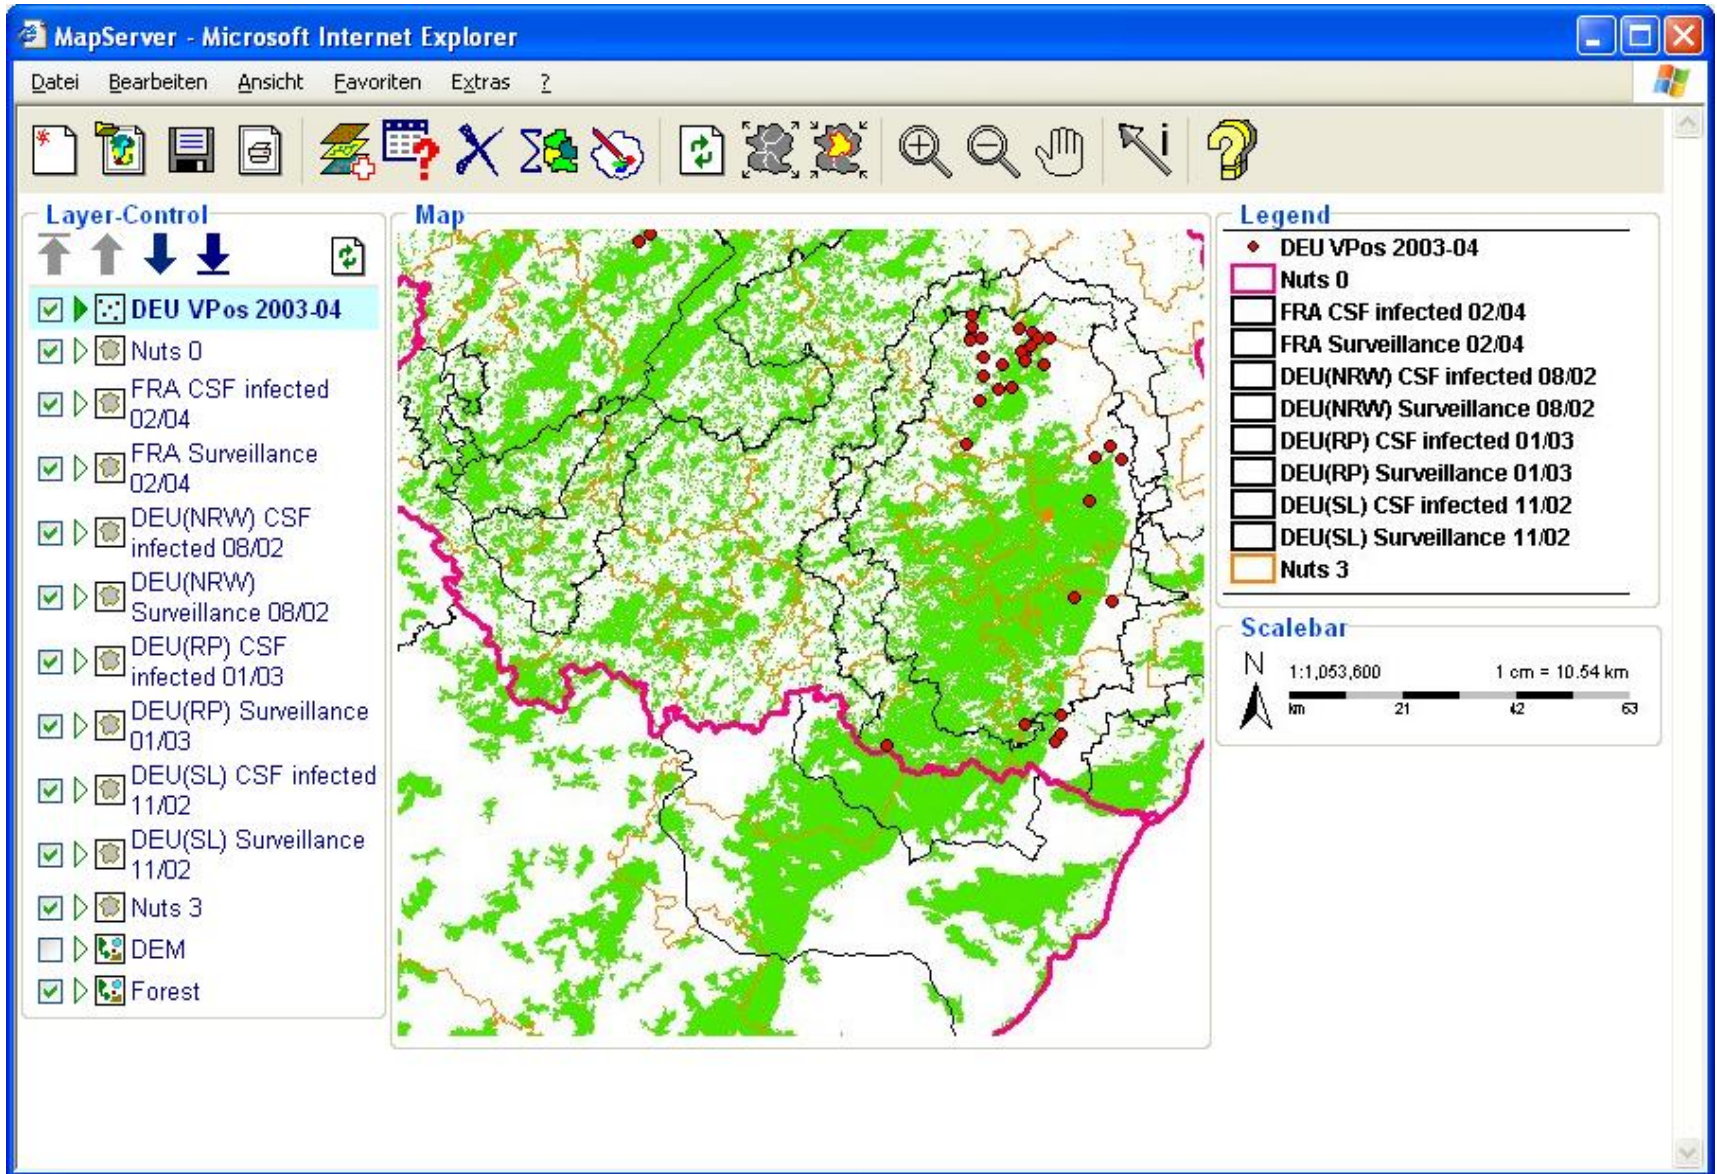 MapServer - Microsoft Internet Explorer
Datei Bearbeiten Ansicht Favoriten Extras ?
Layer-Control
DEU VPos 2003-04
Nuts 0
FRA CSF infected
02/04
FRA Surveillance
02/04
DEU(NRW) CSF
infected 08/02
DEU(NRW)
Surveillance 08/02
DEU(RP) CSF
infected 01/03
DEU(RP) Surveillance
01/03
DEU(SL) CSF infected
11/02
DEU(SL) Surveillance
11/02
Nuts 3
DEM
Forest
Map
Legend
DEU VPos 2003-04
Nuts 0
FRA CSF infected 02/04
FRA Surveillance 02/04
DEU(NRW) CSF infected 08/02
DEU(NRW) Surveillance 08/02
DEU(RP) CSF infected 01/03
DEU(RP) Surveillance 01/03
DEU(SL) CSF infected 11/02
DEU(SL) Surveillance 11/02
Nuts 3
Scalebar
N
1:1,053,600 1 cm = 10.54 km
km 21 42 63